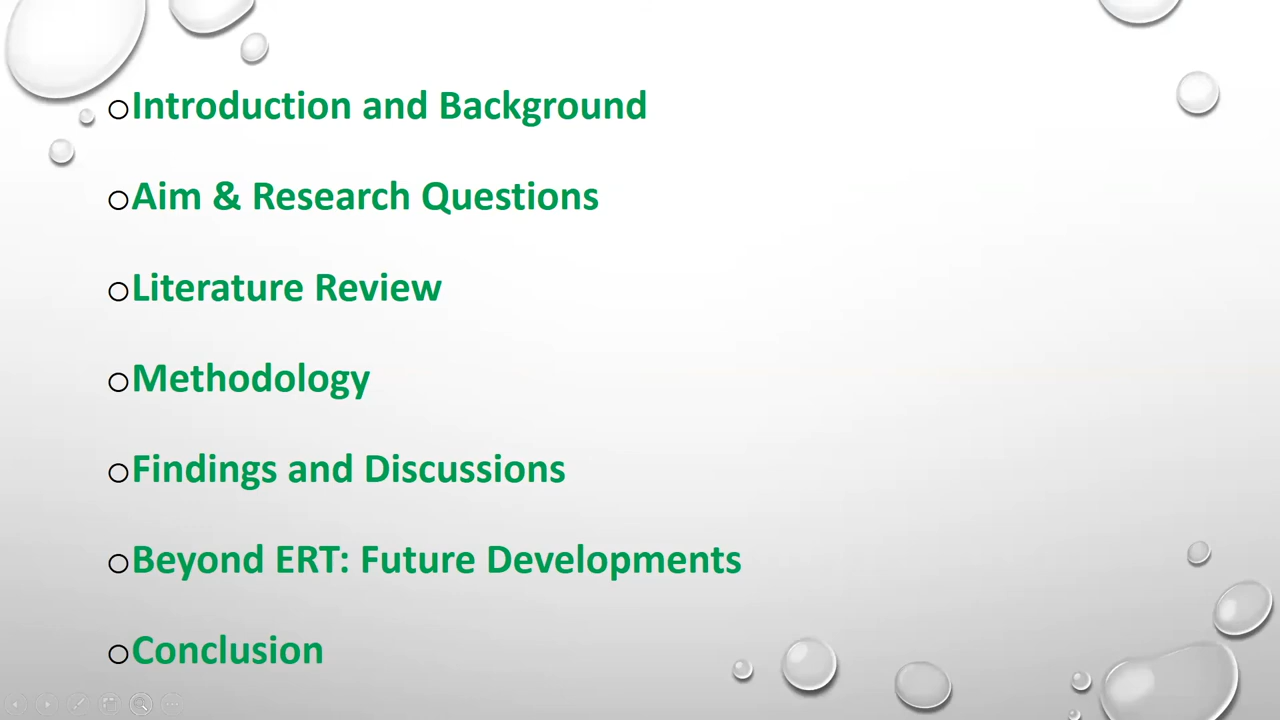 Introduction and Background
Aim & Research Questions
Literature Review
Methodology
Findings and Discussions
Beyond ERT: Future Developments
Conclusion